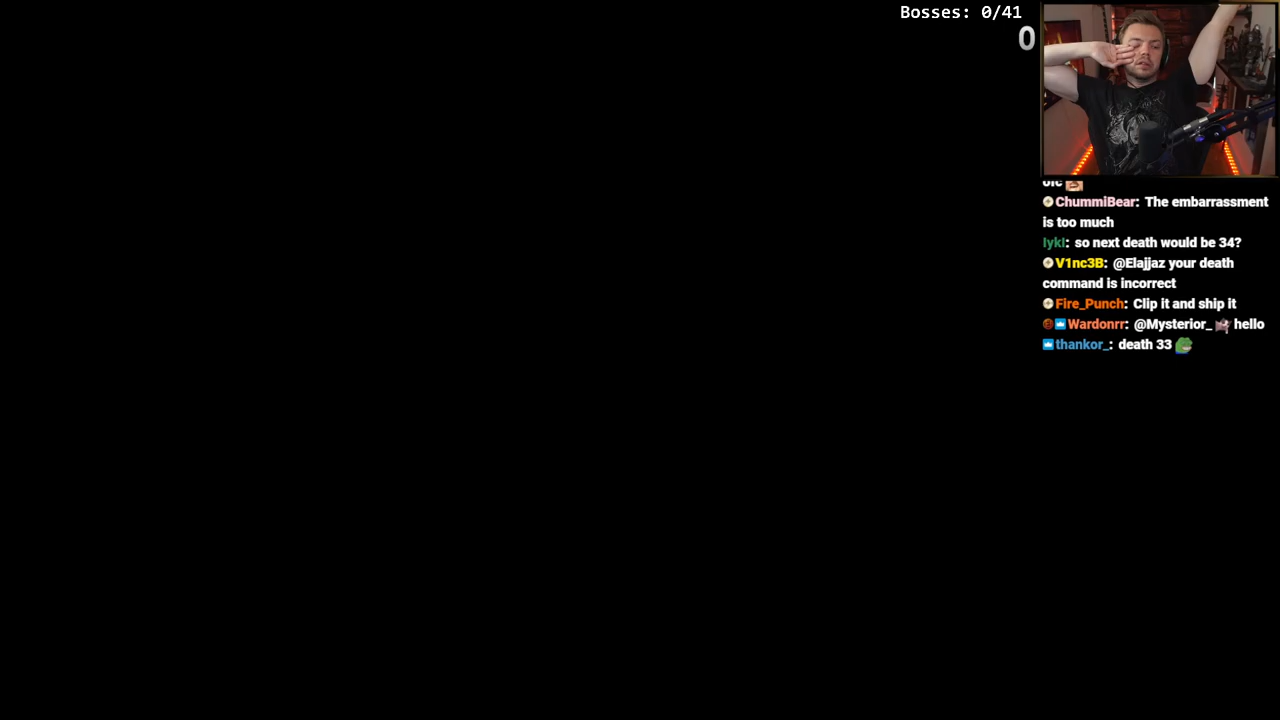 Bosses: 0/41
0
ChummiBear: The embarrassment
is too much
lykl: so next death would be 34?
V1nc3B: @Elajjaz your death
command is incorrect
Fire_Punch: Clip it and ship it
Wardonrr: @Mysterior_ hello
thankor_: death 33